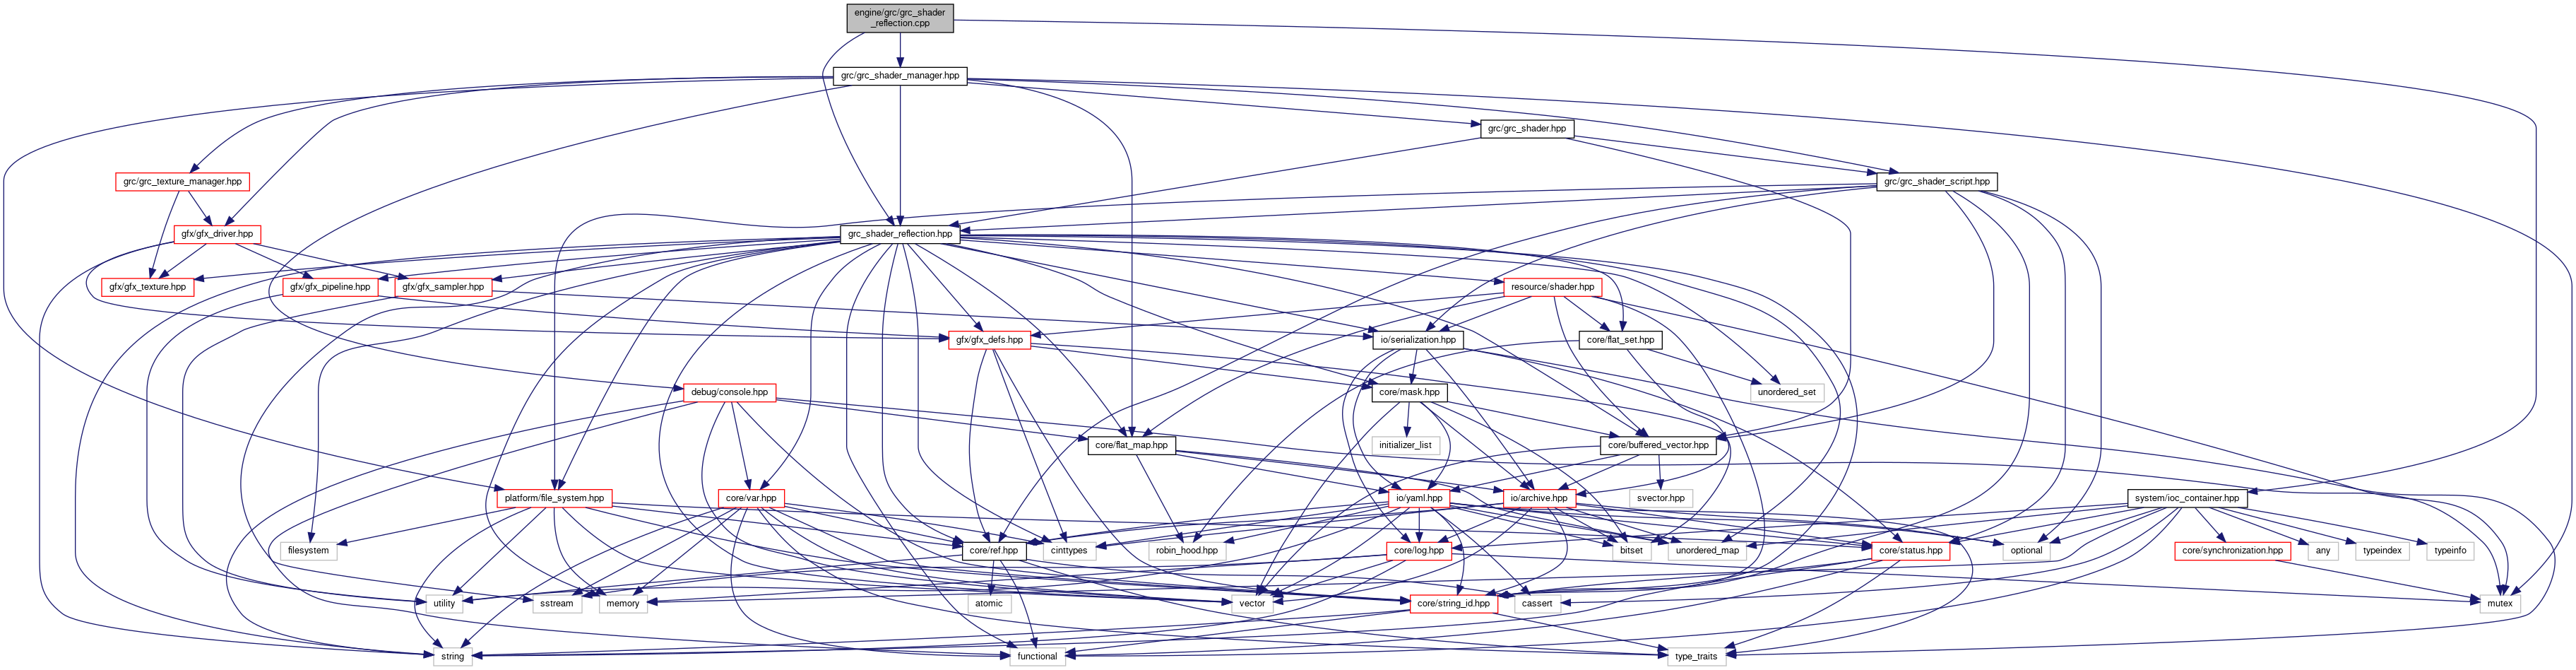 engine/grc/grc_shader
_reflection.cpp
grc/grc_shader_manager.hpp
grc/grc_shader.hpp
grc/grc_texture_manager.hpp
grc/grc_shader_script.hpp
gfx/gfx_driver.hpp
grc_shader_reflection.hpp
gfx/gfx_texture.hpp
gfx/gfx_pipeline.hpp
gfx/gfx_sampler.hpp
resource/shader.hpp
gfx/gfx_defs.hpp
io/serialization.hpp
core/flat_set.hpp
debug/console.hpp
core/mask.hpp
unordered_set
core/flat_map.hpp
initializer_list
core/buffered_vector.hpp
platform/file_system.hpp
core/var.hpp
io/yaml.hpp
io/archive.hpp
svector.hpp
system/ioc_container.hpp
filesystem
core/ref.hpp
cinttypes
robin_hood.hpp
core/log.hpp
bitset
unordered_map
core/status.hpp
optional
core/synchronization.hpp
any
typeindex
typeinfo
utility
sstream
memory
atomic
vector
core/string_id.hpp
cassert
mutex
string
functional
type_traits